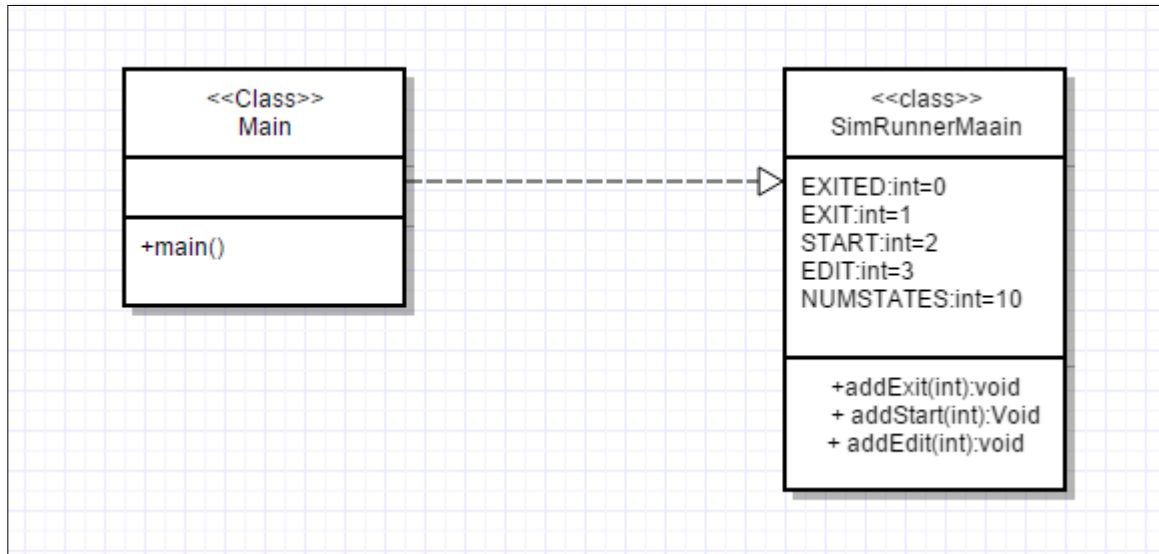 <<Class>>
Main
+main()
<<class>>
SimRunnerMaain
EXITED:int=0
EXIT:int=1
START:int=2
EDIT:int=3
NUMSTATES:int=10
+addExit(int):void
+ addStart(int):Void
+ addEdit(int):void